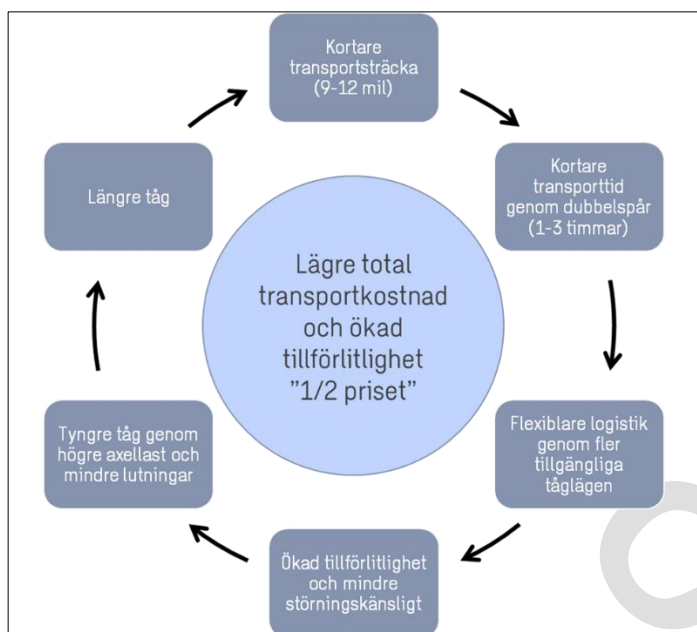 Kortare
transportsträcka
(9-12 mil)
Kortare
transporttid
genom dubbelspår
(1-3 timmar)
Flexiblare logistik
genom fler
tillgängliga
tåglägen
Ökad tillförlitlighet
och mindre
störningskänsligt
Tyngre tåg genom
högre axellast och
mindre lutningar
Längre tåg
Lägre total
transportkostnad
och ökad
tillförlitlighet
”1/2 priset”